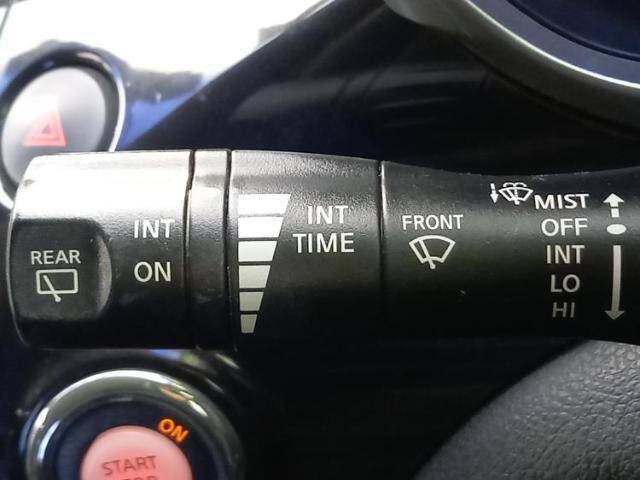 REAR
INT
ON
INT
TIME
FRONT
MIST
OFF
INT
LO
HI
ON
START